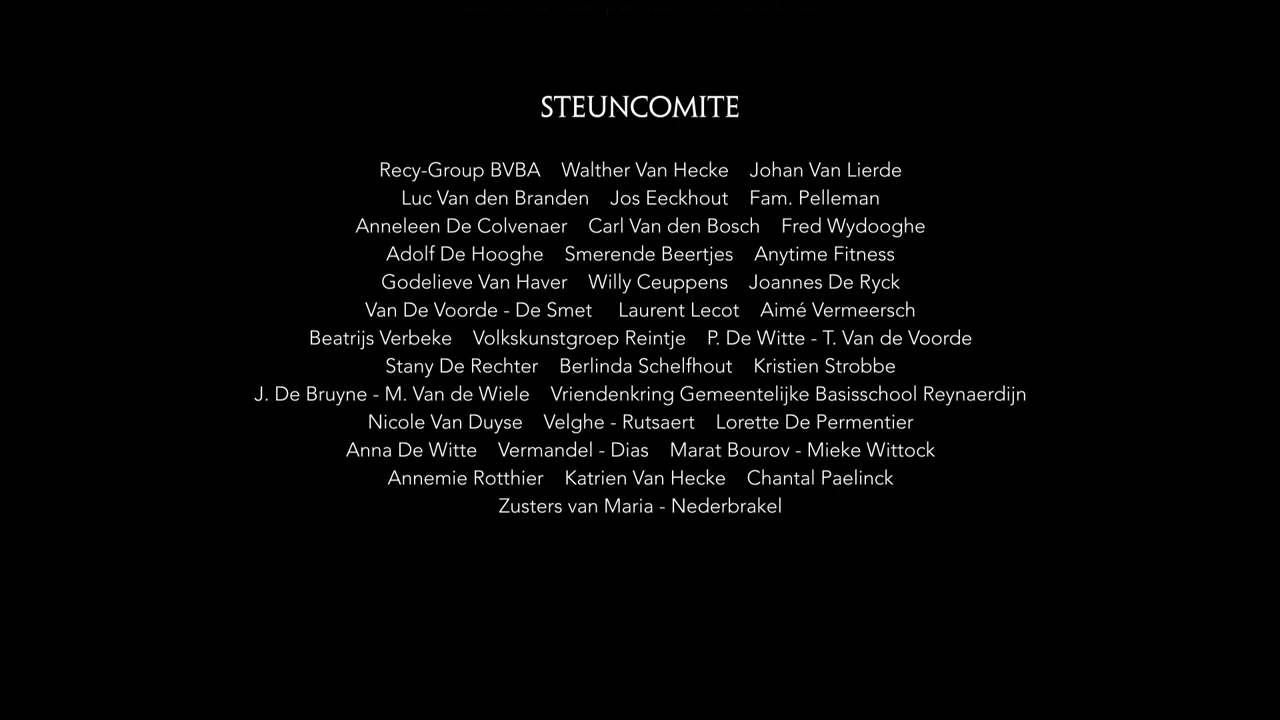 STEUNCOMITE
Recy-Group BVBA Walther Van Hecke Johan Van Lierde
Luc Van den Branden Jos Eeckhout Fam. Pelleman
Anneleen De Colvenaer Carl Van den Bosch Fred Wydooghe
Adolf De Hooghe Smerende Beertjes Anytime Fitness
Godelieve Van Haver Willy Ceuppens Joannes De Ryck
Van De Voorde - De Smet Laurent Lecot Aimé Vermeersch
Beatrijs Verbeke Volkskunstgroep Reintje P. De Witte - T. Van de Voorde
Stany De Rechter Berlinda Schelfhout Kristien Strobbe
J. De Bruyne - M. Van de Wiele Vriendenkring Gemeentelijke Basisschool Reynaerdijn
Nicole Van Duyse Velghe - Rutsaert Lorette De Permentier
Anna De Witte Vermandel - Dias Marat Bourov - Mieke Wittock
Annemie Rotthier Katrien Van Hecke Chantal Paelinck
Zusters van Maria - Nederbrakel